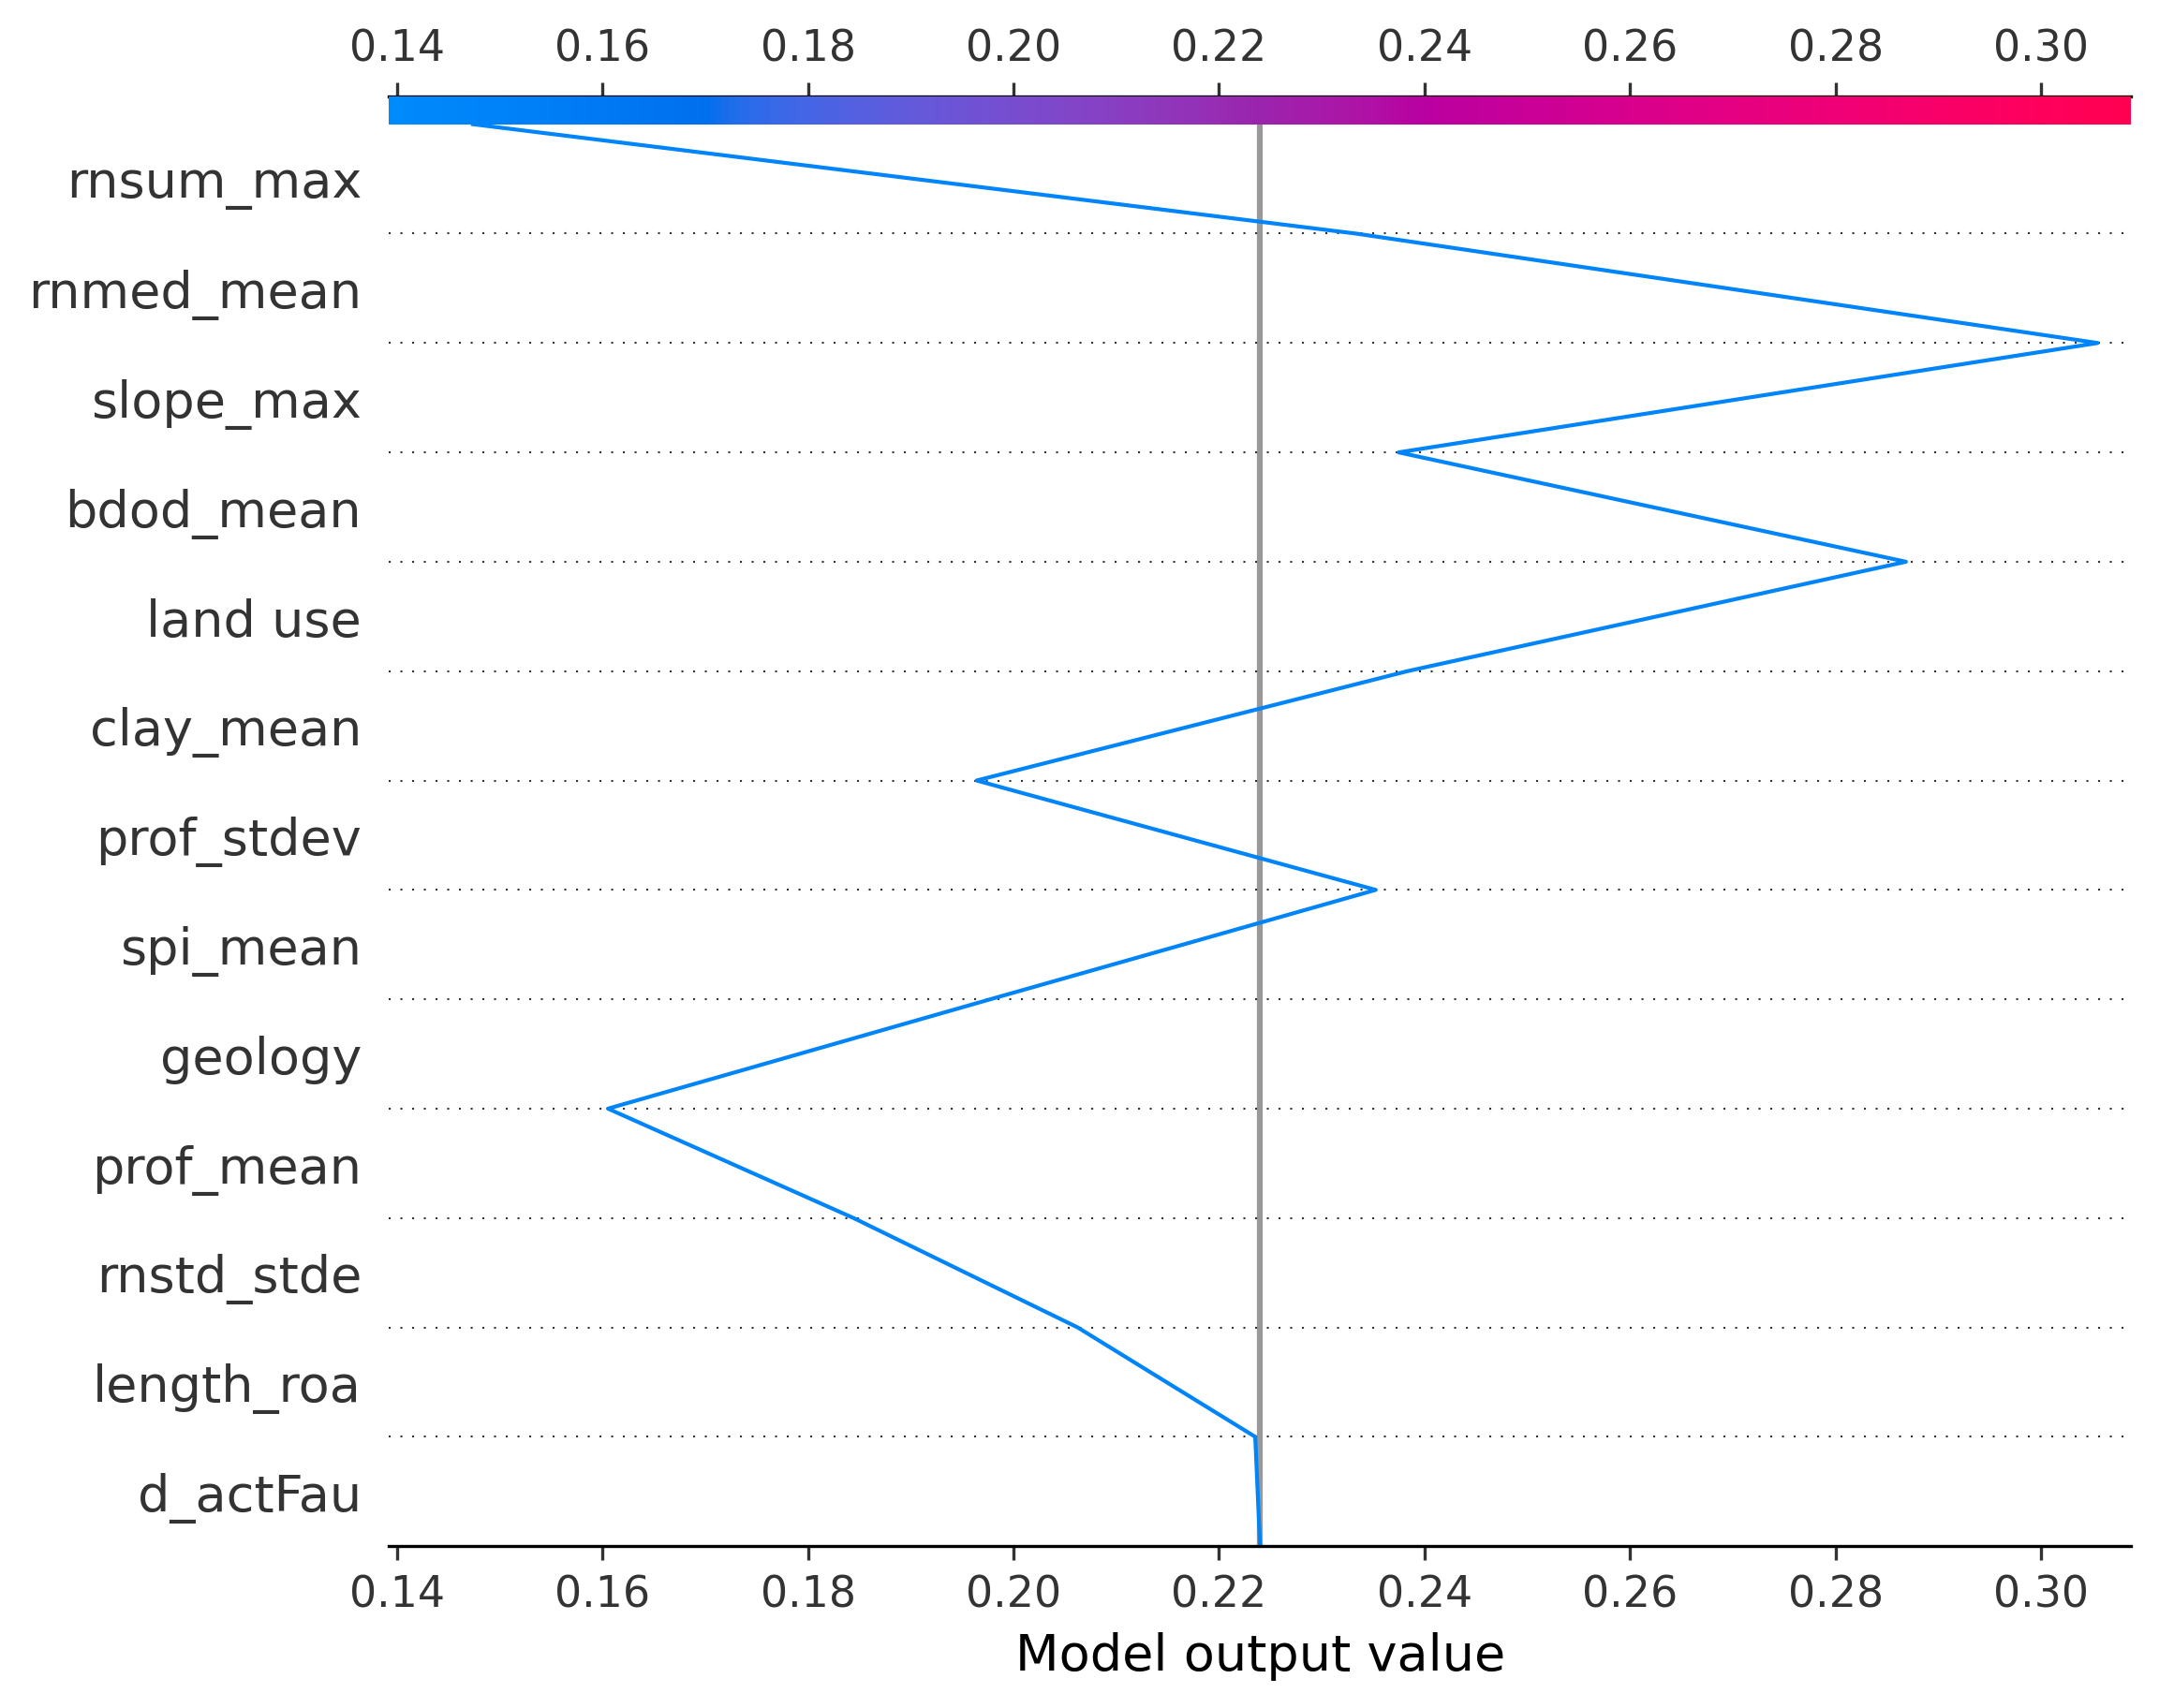 0.14 0.16 0.18 0.20 0.22 0.24 0.26 0.28 0.30
rnsum_max
rnmed_mean
slope_max
bdod_mean
land use
clay_mean
prof_stdev
spi_mean
geology
prof_mean
rnstd_stde
length_roa
d_actFau
0.14 0.16 0.18 0.20 0.22 0.24 0.26 0.28 0.30
Model output value